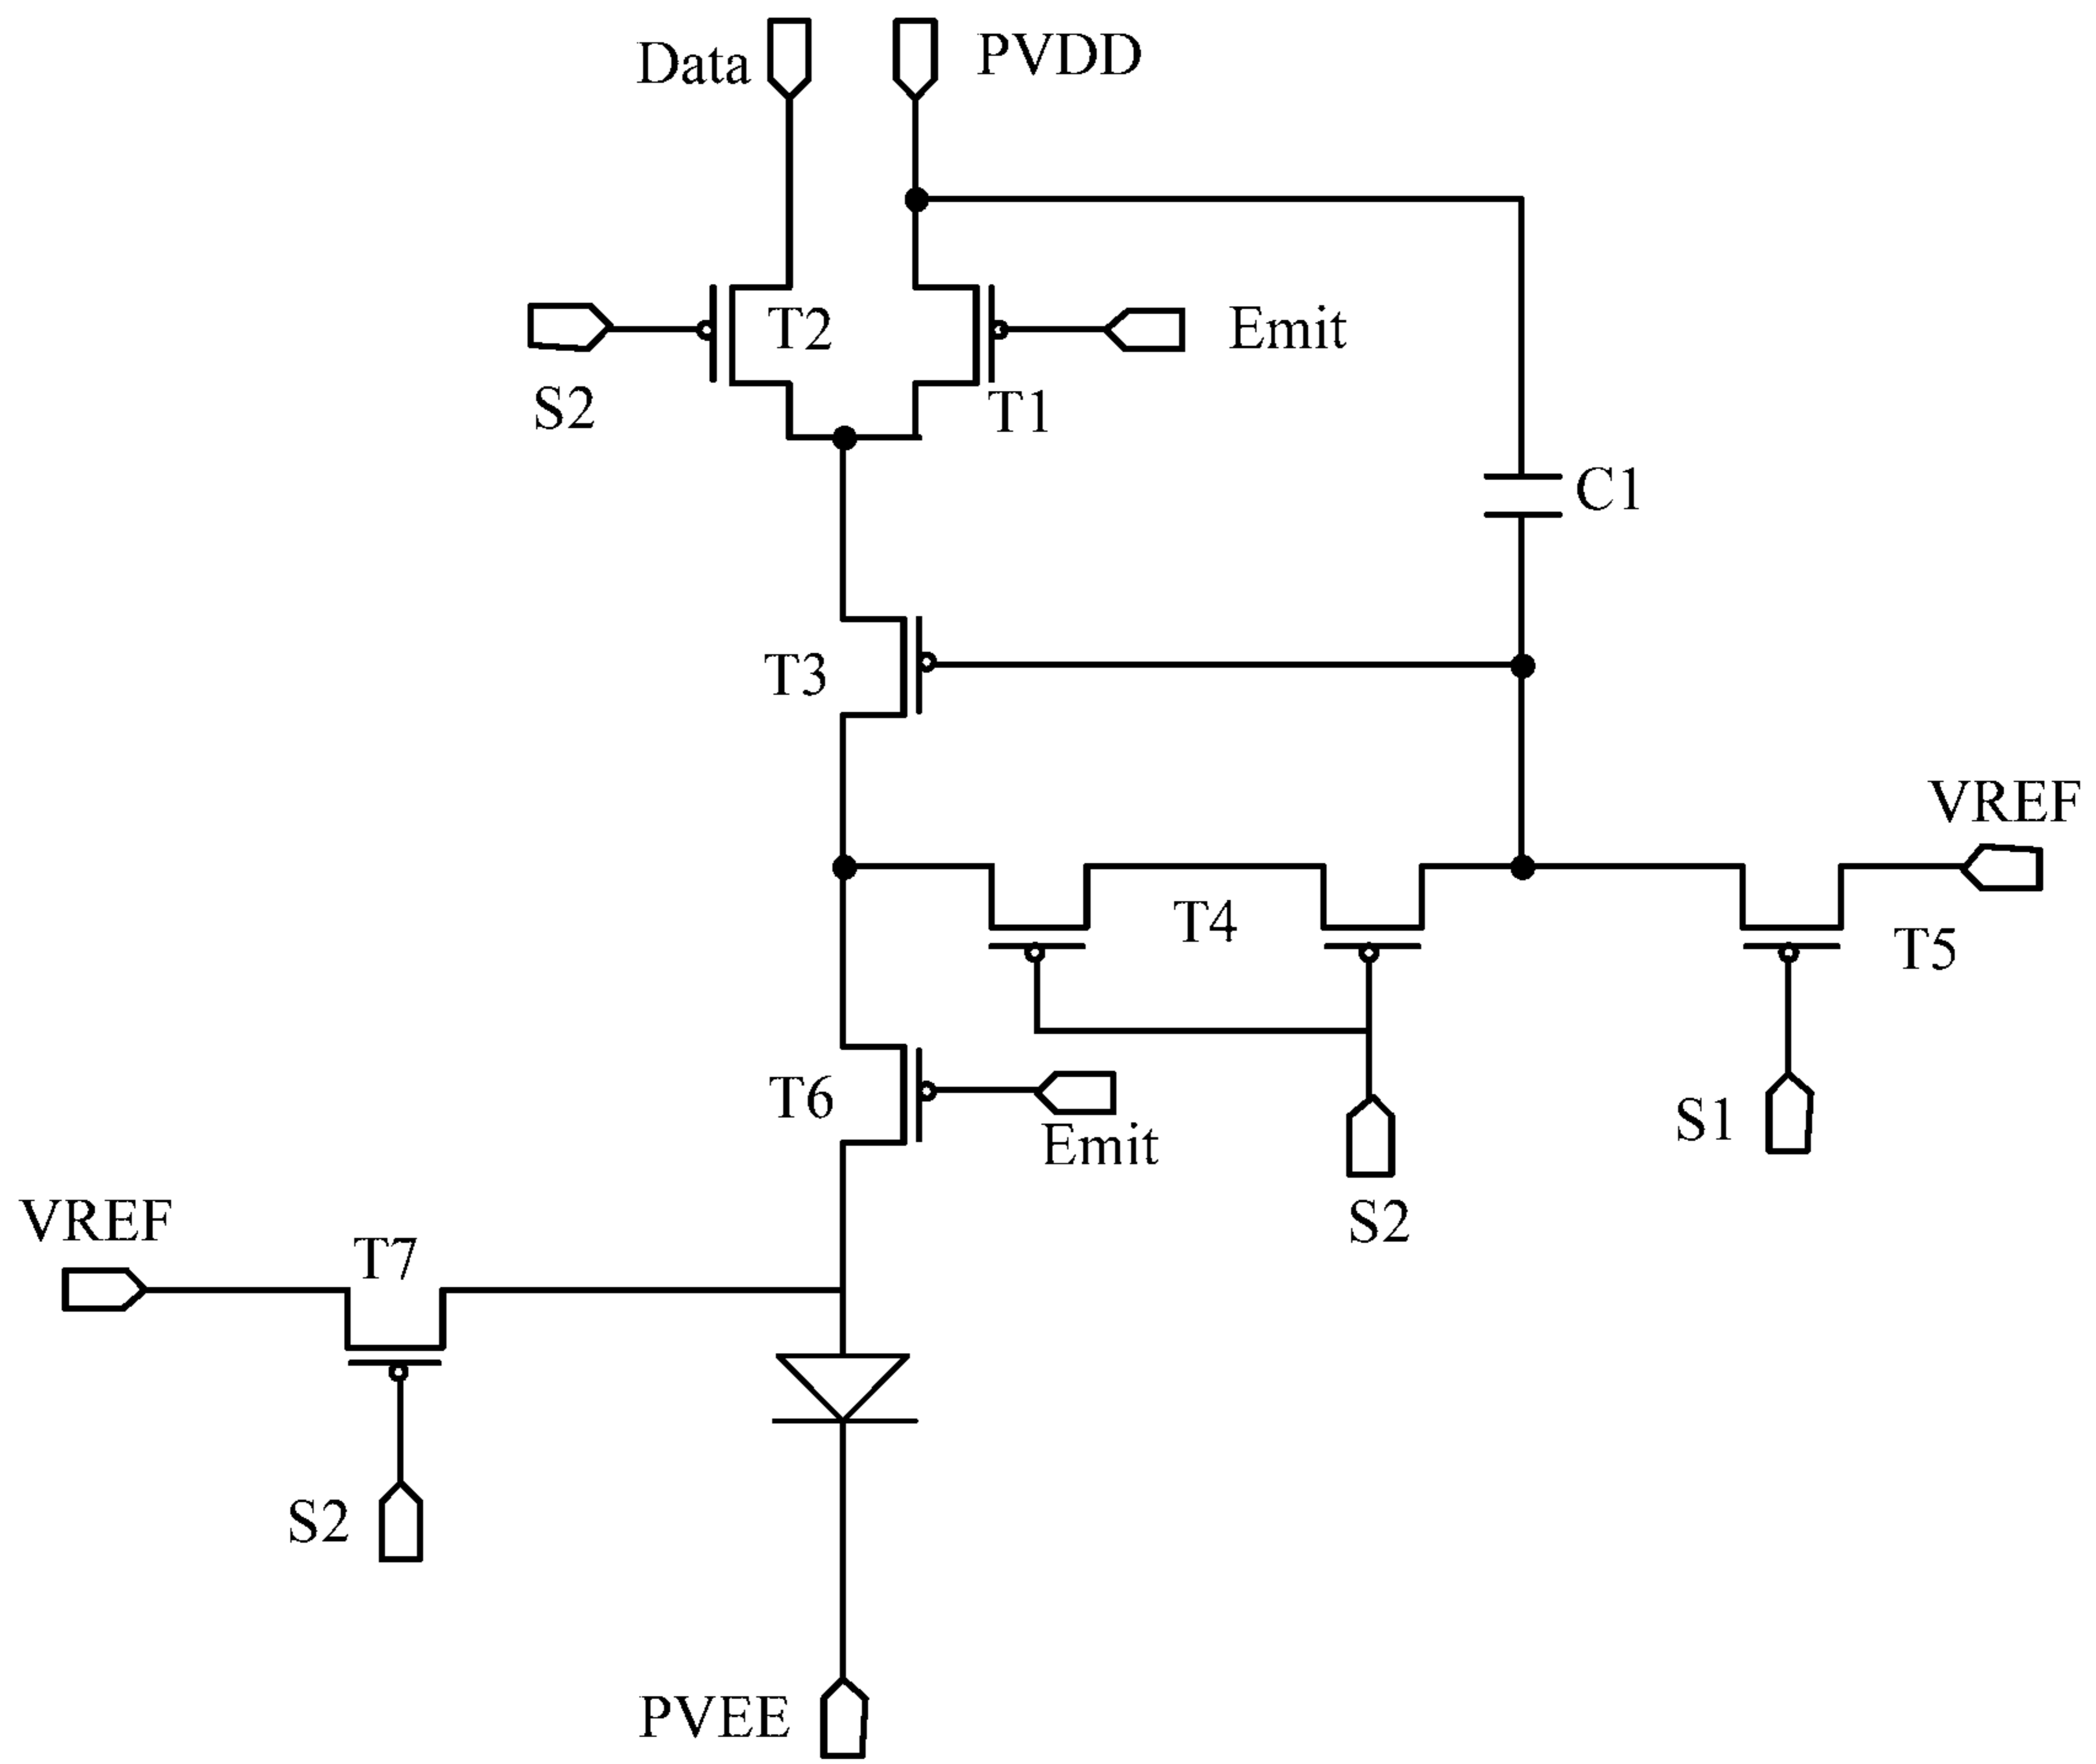 Data
PVDD
T2
Emit
S2
T1
C1
T3
VREF
T4
T5
T6
Emit
S1
VREF
S2
T7
S2
PVEE